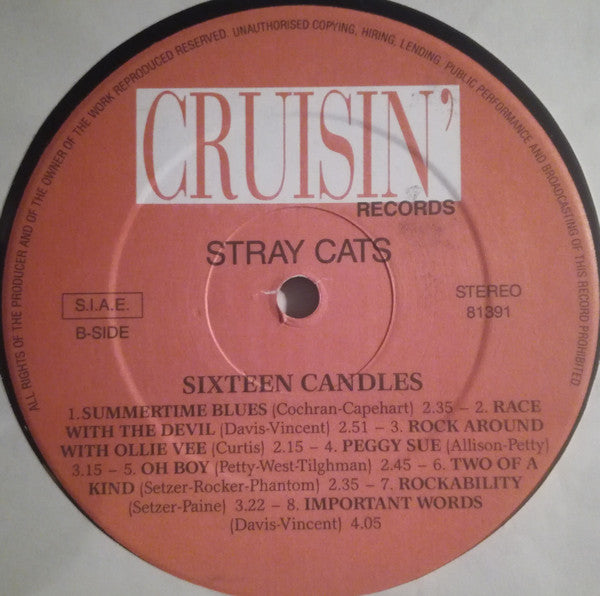 ALL RIGHTS OF THE PRODUCER AND OF THE OWNER OF THE WORK REPRODUCED RESERVED. UNAUTHORISED COPYING, HIRING, LENDING, PUBLIC PERFORMANCE AND BROADCASTING OF THIS RECORD PROHIBITED
CRUISIN'
RECORDS
STRAY CATS
S.I.A.E.
B-SIDE
STEREO
81391
SIXTEEN CANDLES
1.SUMMERTIME BLUES (Cochran-Capehart) 2.35 – 2. RACE
WITH THE DEVIL (Davis-Vincent) 2.51 – 3. ROCK AROUND
WITH OLLIE VEE (Curtis) 2.15 – 4. PEGGY SUE (Allison-Petty)
3.15 – 5. OH BOY (Petty-West-Tilghman) 2.45 – 6. TWO OF A
KIND (Setzer-Rocker-Phantom) 2.35 – 7. ROCKABILITY
(Setzer-Paine) 3.22 – 8. IMPORTANT WORDS
(Davis-Vincent) 4.05